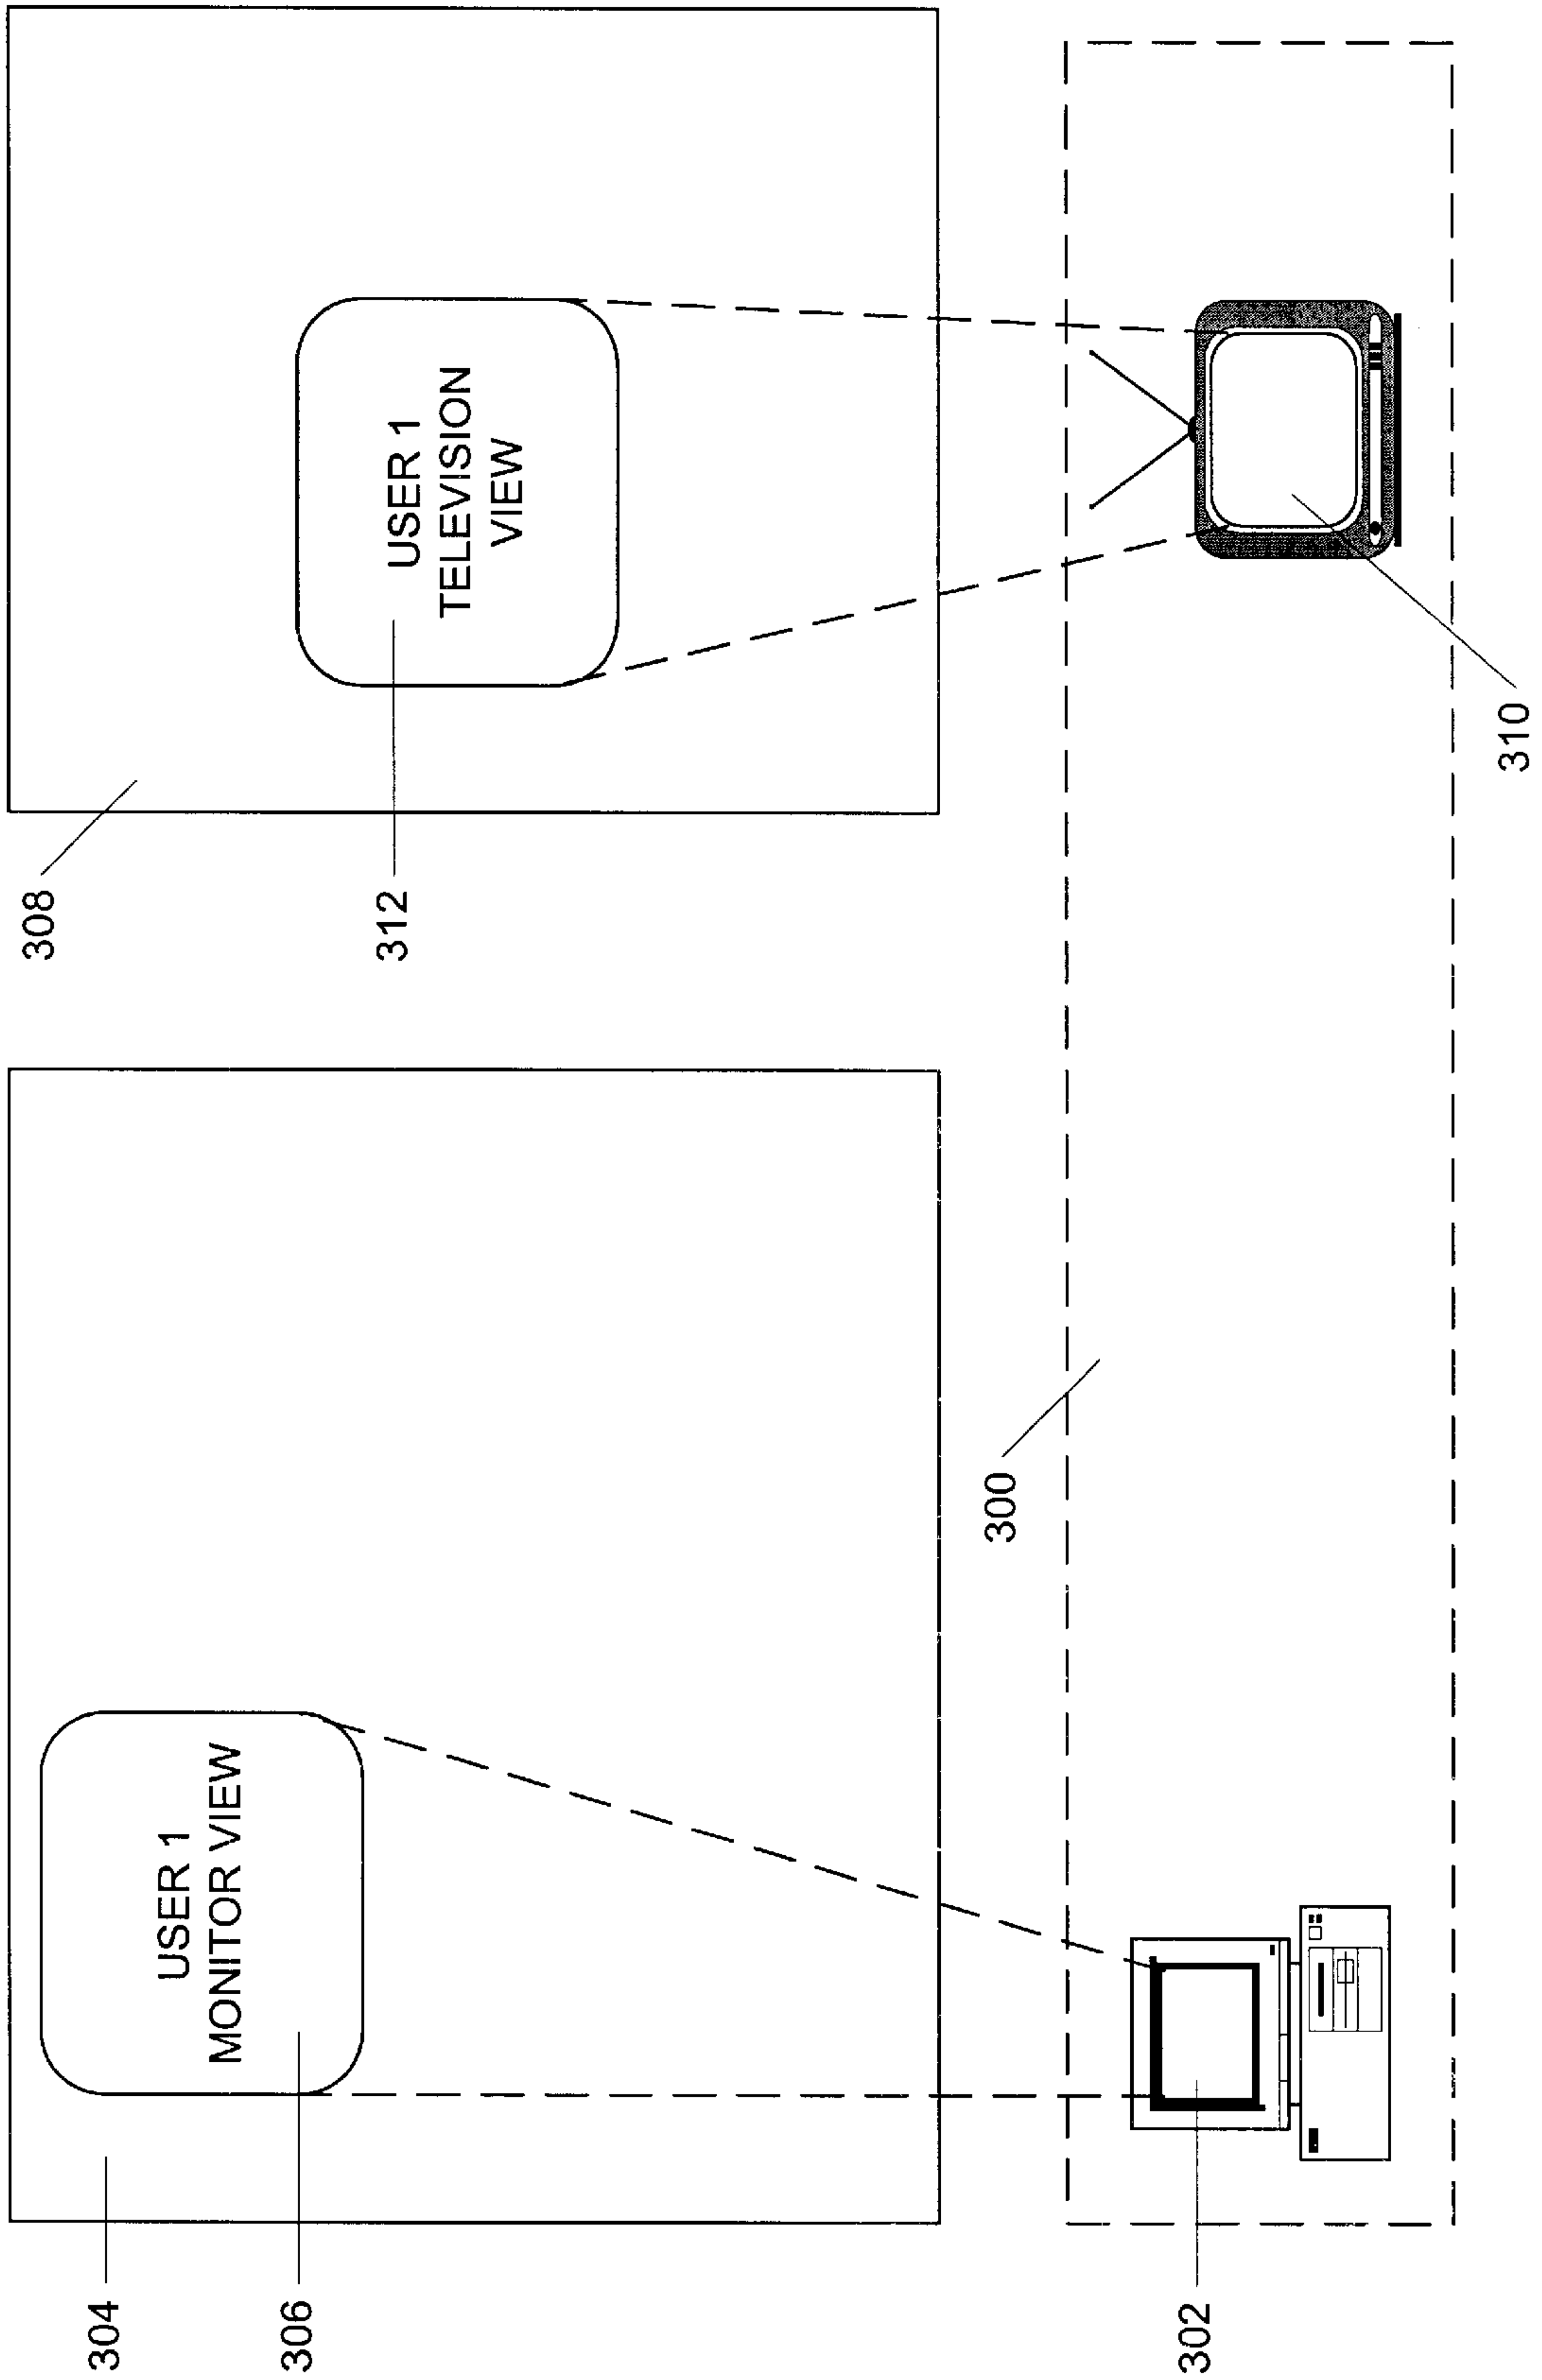 304
306
USER 1
MONITOR VIEW
308
312
USER 1
TELEVISION
VIEW
300
302
310